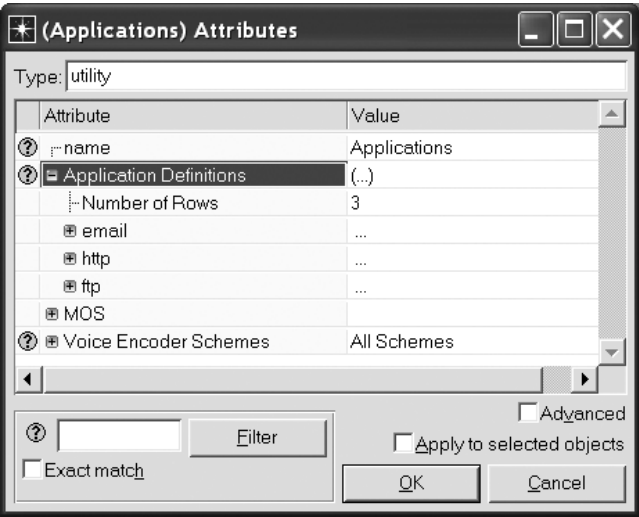 (Applications) Attributes
Type: utility
Attribute Value
name Applications
Application Definitions (...)
Number of Rows 3
email ...
http ...
ftp ...
MOS
Voice Encoder Schemes All Schemes
Advanced
Filter
Apply to selected objects
Exact match
OK Cancel